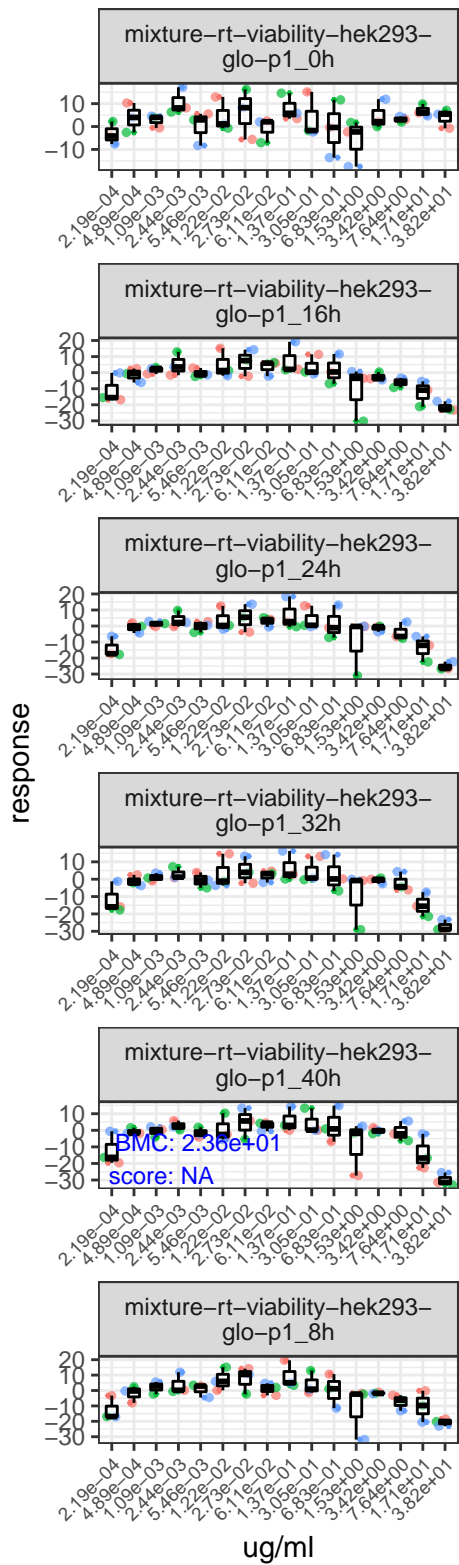 mixture−rt−viability−hek293−
glo−p1_0h
10
0
−10
2.19e−04
4.89e−04
1.09e−03
2.44e−03
5.46e−03
1.22e−02
2.73e−02
6.11e−02
1.37e−01
3.05e−01
6.83e−01
1.53e+00
3.42e+00
7.64e+00
1.71e+01
3.82e+01
mixture−rt−viability−hek293−
glo−p1_16h
20
10
0
−10
−20
−30
2.19e−04
4.89e−04
1.09e−03
2.44e−03
5.46e−03
1.22e−02
2.73e−02
6.11e−02
1.37e−01
3.05e−01
6.83e−01
1.53e+00
3.42e+00
7.64e+00
1.71e+01
3.82e+01
mixture−rt−viability−hek293−
glo−p1_24h
20
10
0
−10
−20
−30
2.19e−04
4.89e−04
1.09e−03
2.44e−03
5.46e−03
1.22e−02
2.73e−02
6.11e−02
1.37e−01
3.05e−01
6.83e−01
1.53e+00
3.42e+00
7.64e+00
1.71e+01
3.82e+01
response
mixture−rt−viability−hek293−
glo−p1_32h
10
0
−10
−20
−30
2.19e−04
4.89e−04
1.09e−03
2.44e−03
5.46e−03
1.22e−02
2.73e−02
6.11e−02
1.37e−01
3.05e−01
6.83e−01
1.53e+00
3.42e+00
7.64e+00
1.71e+01
3.82e+01
mixture−rt−viability−hek293−
glo−p1_40h
10
0
−10
−20
−30
BMC: 2.36e+01
score: NA
2.19e−04
4.89e−04
1.09e−03
2.44e−03
5.46e−03
1.22e−02
2.73e−02
6.11e−02
1.37e−01
3.05e−01
6.83e−01
1.53e+00
3.42e+00
7.64e+00
1.71e+01
3.82e+01
mixture−rt−viability−hek293−
glo−p1_8h
20
10
0
−10
−20
−30
2.19e−04
4.89e−04
1.09e−03
2.44e−03
5.46e−03
1.22e−02
2.73e−02
6.11e−02
1.37e−01
3.05e−01
6.83e−01
1.53e+00
3.42e+00
7.64e+00
1.71e+01
3.82e+01
ug/ml